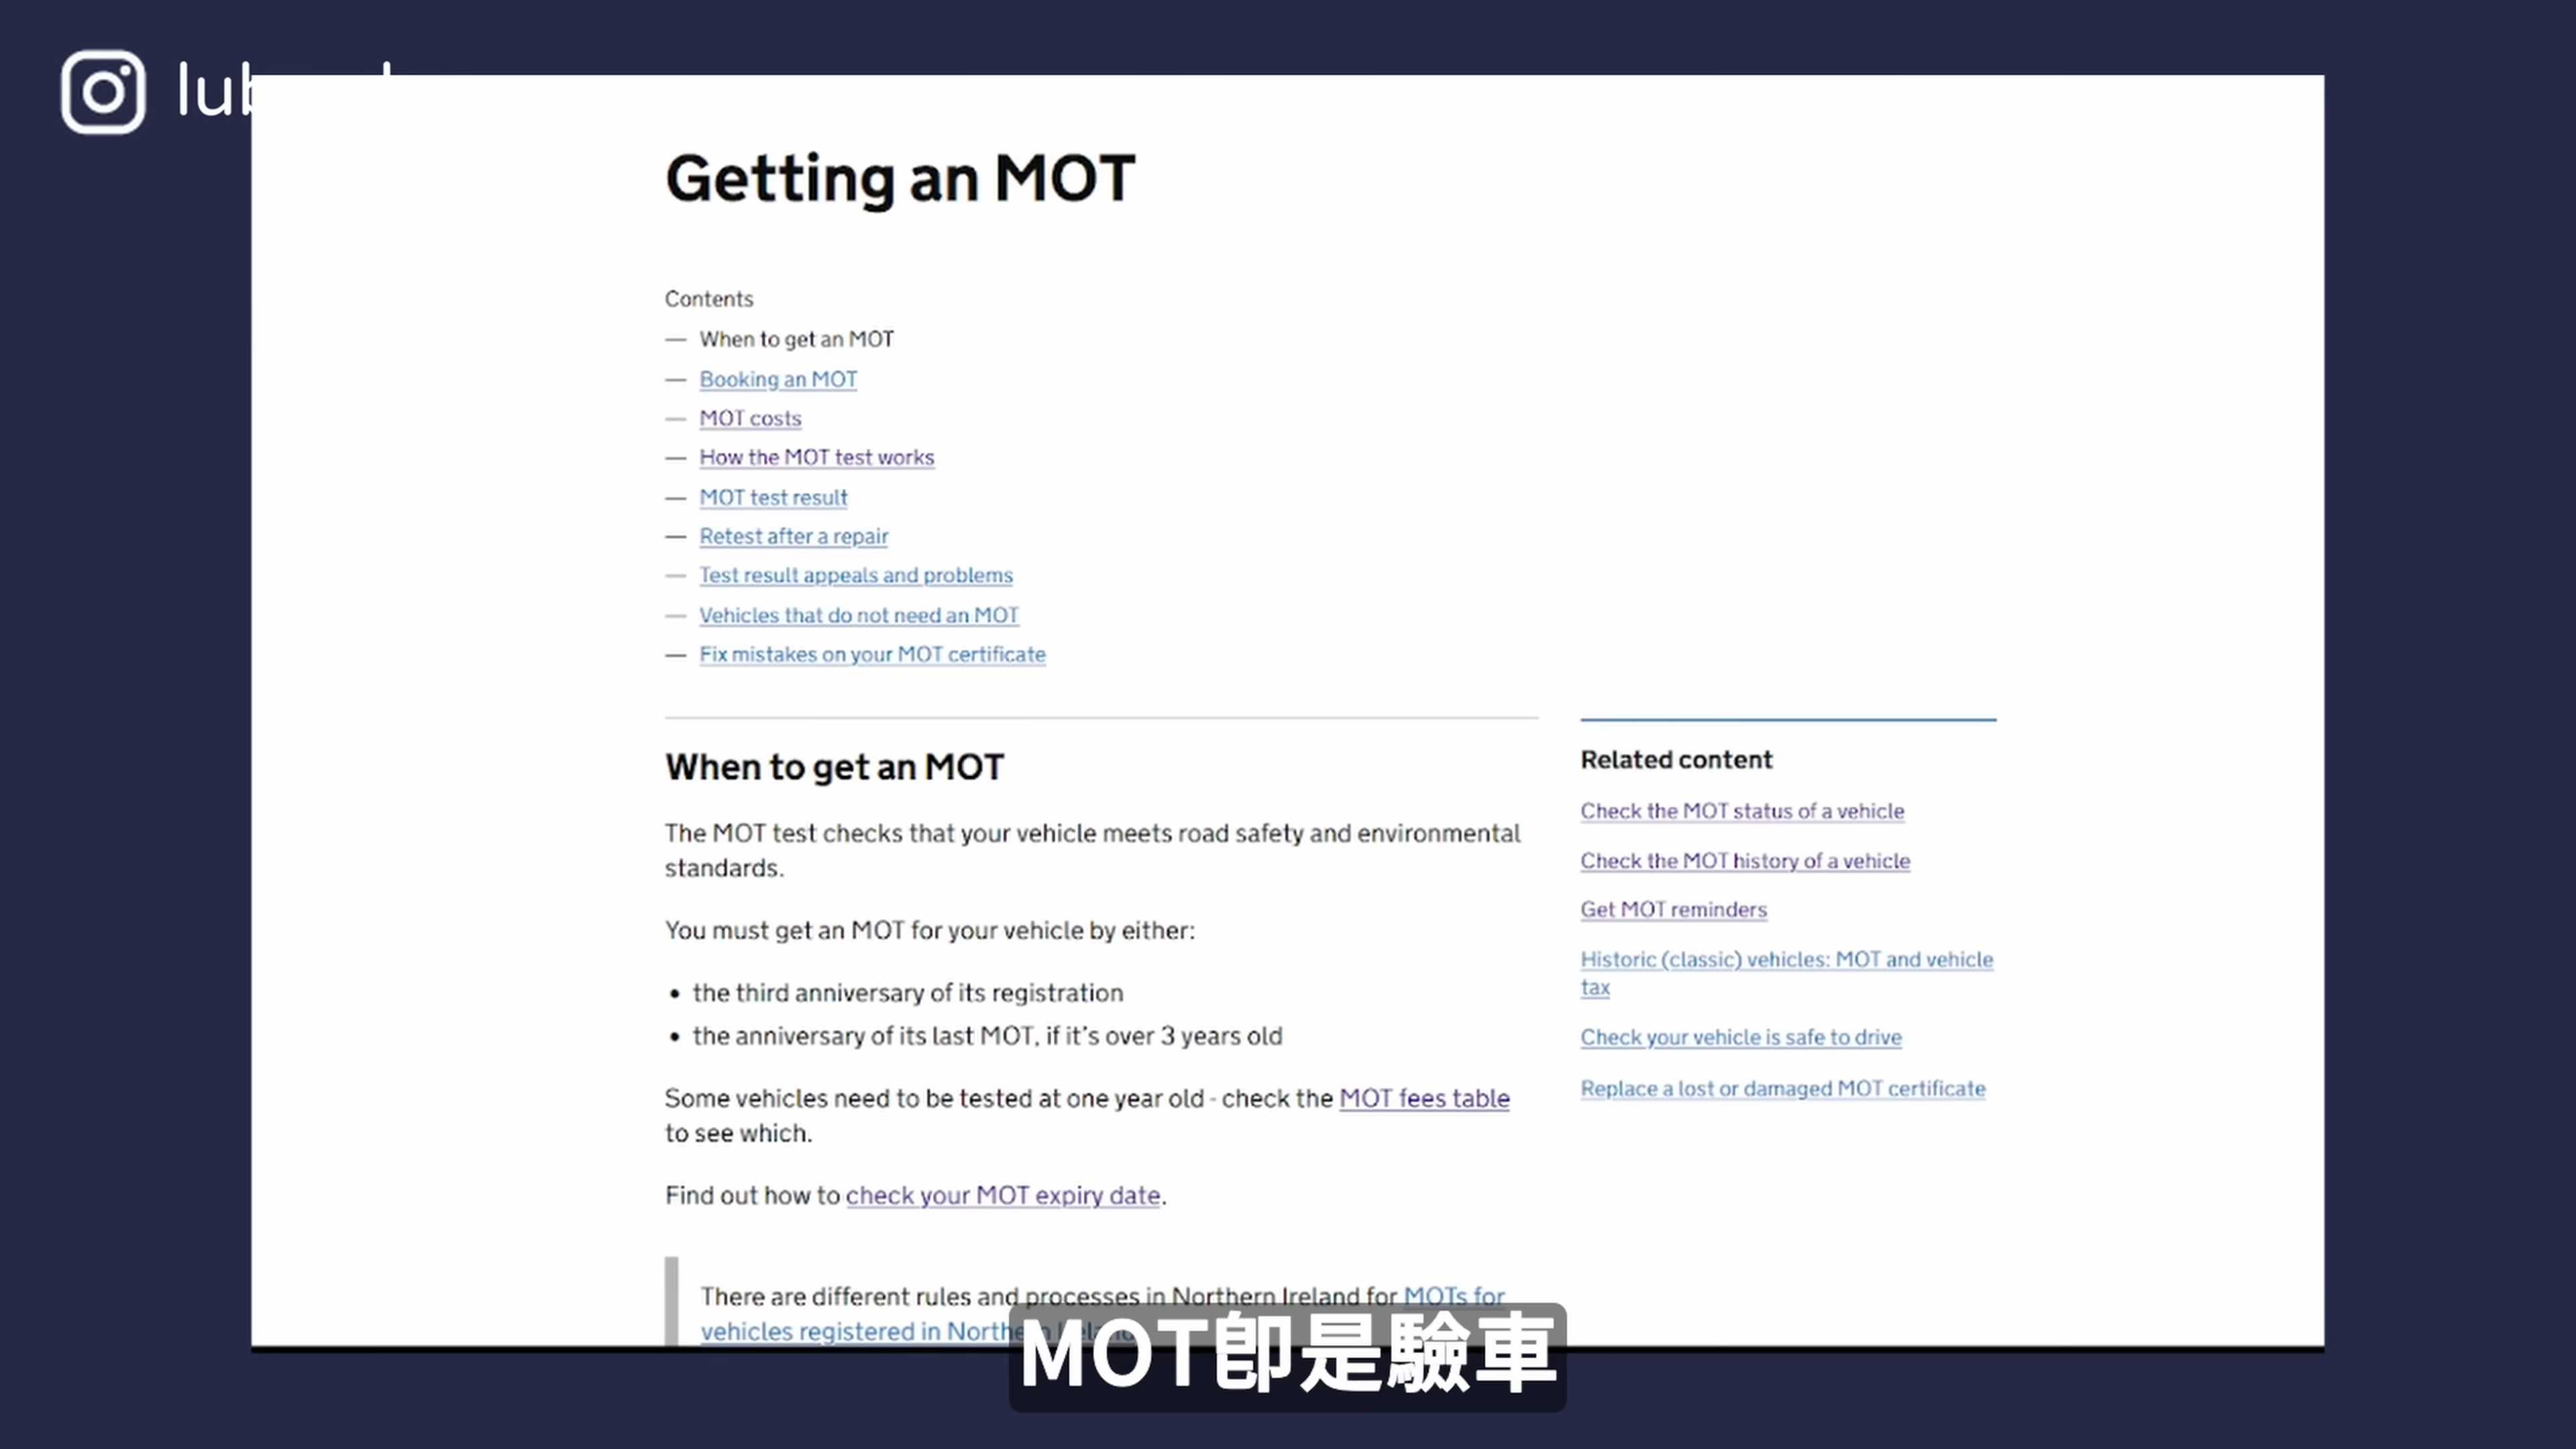 Getting an MOT
Contents
— When to get an MOT
— Booking an MOT
— MOT costs
— How the MOT test works
— MOT test result
— Retest after a repair
— Test result appeals and problems
— Vehicles that do not need an MOT
— Fix mistakes on your MOT certificate
When to get an MOT
The MOT test checks that your vehicle meets road safety and environmental
standards.
You must get an MOT for your vehicle by either:
• the third anniversary of its registration
• the anniversary of its last MOT, if it's over 3 years old
Some vehicles need to be tested at one year old - check the MOT fees table
to see which.
Find out how to check your MOT expiry date.
There are different rules and processes in Northern Ireland for MOTs for
vehicles registered in
Related content
Check the MOT status of a vehicle
Check the MOT history of a vehicle
Get MOT reminders
Historic (classic) vehicles: MOT and vehicle
tax
Check your vehicle is safe to drive
Replace a lost or damaged MOT certificate
MOT即是驗車